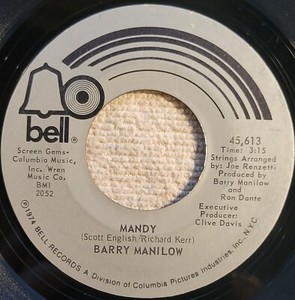 bell
Screen Gems-
Columbia Music,
Inc. Wren
Music Co.
BMI
2052
45,613
Time: 3:15
Strings Arranged
by: Joe Renzetti
Produced by
Barry Manilow
and
Ron Dante
Executive
Producer:
Clive Davis
MANDY
(Scott English/Richard Kerr)
BARRY MANILOW
℗1974 BELL RECORDS A Division of Columbia Pictures Industries, Inc., N.Y.C.